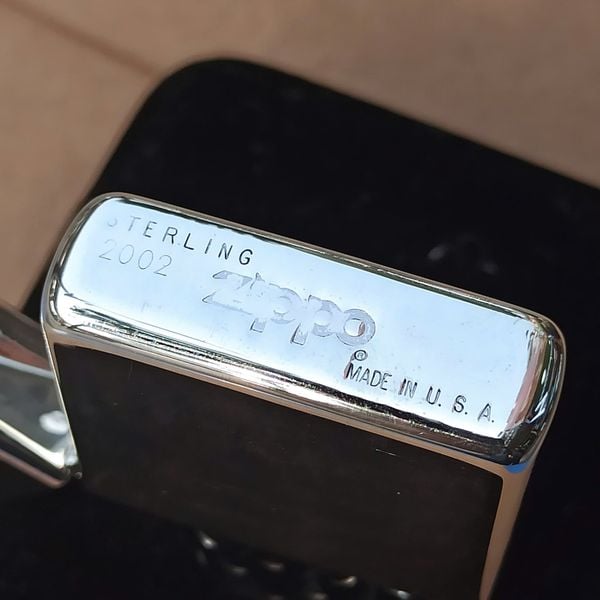 STERLING
2002
Zippo
®
MADE IN U. S. A.